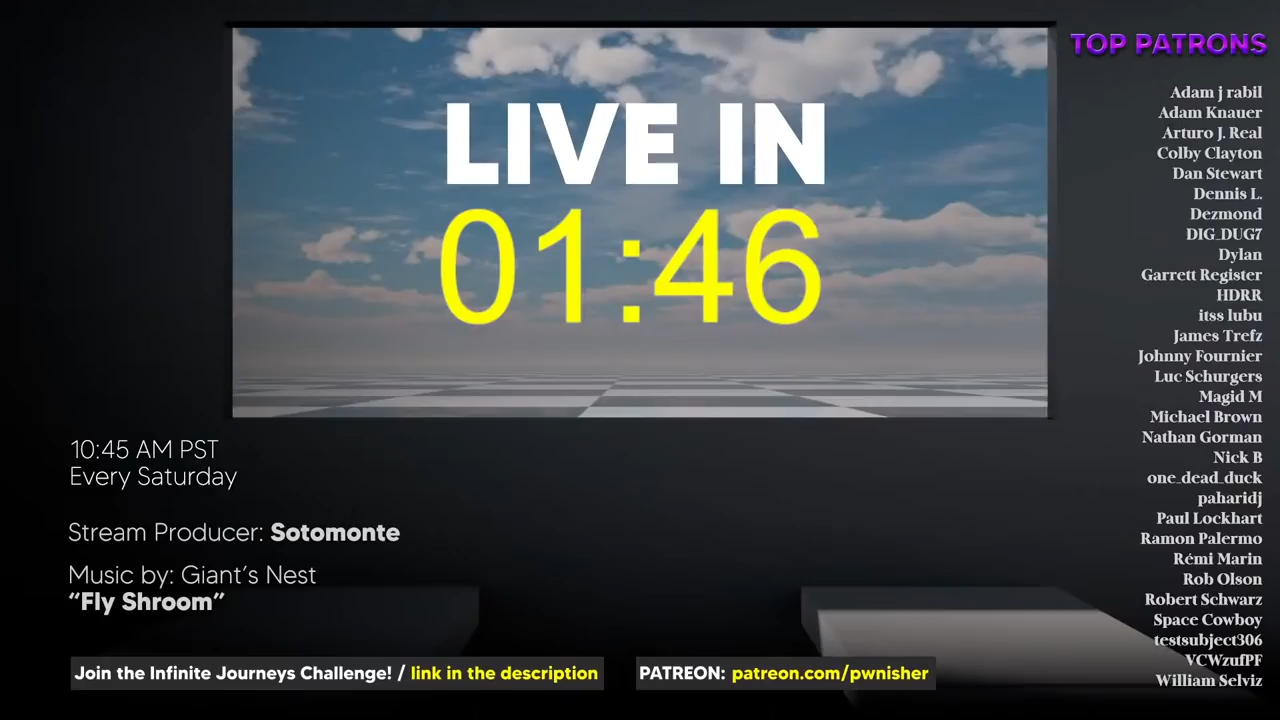 LIVE IN
01:46
10:45 AM PST
Every Saturday
Stream Producer: Sotomonte
Music by: Giant's Nest
“Fly Shroom”
Join the Infinite Journeys Challenge! / link in the description
PATREON: patreon.com/pwnisher
TOP PATRONS
Adam j rabil
Adam Knauer
Arturo J. Real
Colby Clayton
Dan Stewart
Dennis L.
Dezmond
DIG_DUG7
Dylan
Garrett Register
HDRR
itss lubu
James Trefz
Johnny Fournier
Luc Schurgers
Magid M
Michael Brown
Nathan Gorman
Nick B
one_dead_duck
paharidj
Paul Lockhart
Ramon Palermo
Rémi Marin
Rob Olson
Robert Schwarz
Space Cowboy
testsubject306
VCWzufPF
William Selviz